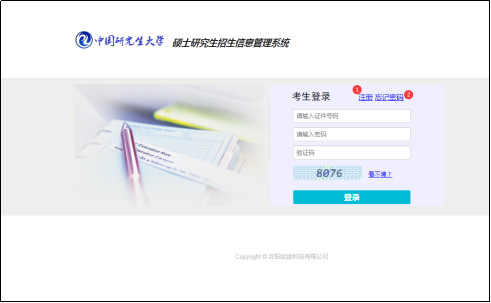 中国研究生大学 硕士研究生招生信息管理系统
考生登录
1
2
注册 忘记密码
请输入证件号码
请输入密码
验证码
8076 看不清？
登录